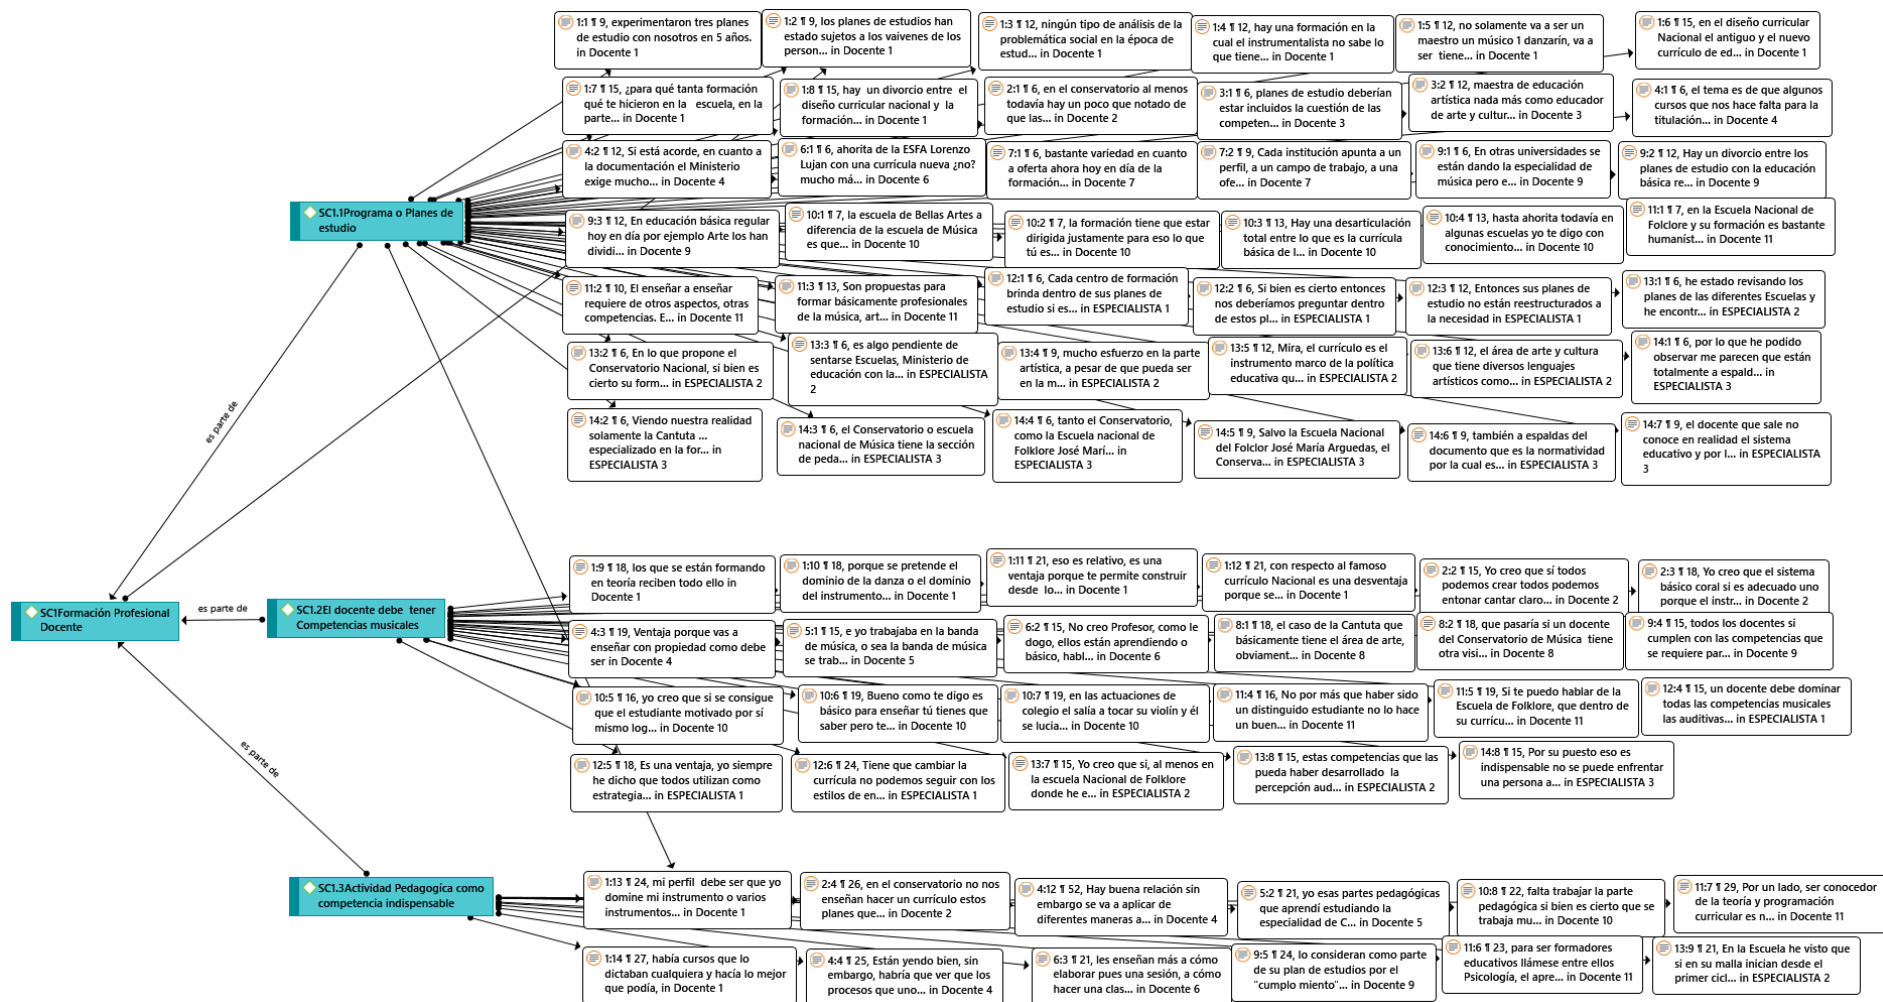 1:1 ¶ 9, experimentaron tres planes
de estudio con nosotros en 5 años.
in Docente 1
1:2 ¶ 9, los planes de estudios han
estado sujetos a los vaivenes de los
person... in Docente 1
1:3 ¶ 12, ningún tipo de análisis de la
problemática social en la época de
estud... in Docente 1
1:4 ¶ 12, hay una formación en la
cual el instrumentalista no sabe lo
que tiene... in Docente 1
1:5 ¶ 12, no solamente va a ser un
maestro un músico 1 danzarín, va a
ser tiene... in Docente 1
1:6 ¶ 15, en el diseño curricular
Nacional el antiguo y el nuevo
currículo de ed... in Docente 1
1:7 ¶ 15, ¿para qué tanta formación
qué te hicieron en la escuela, en la
parte... in Docente 1
1:8 ¶ 15, hay un divorcio entre el
diseño curricular nacional y la
formación... in Docente 1
2:1 ¶ 6, en el conservatorio al menos
todavía hay un poco que notado de
que las... in Docente 2
3:1 ¶ 6, planes de estudio deberían
estar incluidos la cuestión de las
competen... in Docente 3
3:2 ¶ 12, maestra de educación
artística nada más como educador
de arte y cultur... in Docente 3
4:1 ¶ 6, el tema es de que algunos
cursos que nos hace falta para la
titulación... in Docente 4
4:2 ¶ 12, Si está acorde, en cuanto a
la documentación el Ministerio
exige mucho... in Docente 4
6:1 ¶ 6, ahorita de la ESFA Lorenzo
Lujan con una currícula nueva ¿no?
mucho má... in Docente 6
7:1 ¶ 6, bastante variedad en cuanto
a oferta ahora hoy en día de la
formación... in Docente 7
7:2 ¶ 9, Cada institución apunta a un
perfil, a un campo de trabajo, a una
ofe... in Docente 7
9:1 ¶ 6, En otras universidades se
están dando la especialidad de
música pero e... in Docente 9
9:2 ¶ 12, Hay un divorcio entre los
planes de estudio con la educación
básica re... in Docente 9
SC1.1Programa o Planes de
estudio
9:3 ¶ 12, En educación básica regular
hoy en día por ejemplo Arte los han
dividi... in Docente 9
10:1 ¶ 7, la escuela de Bellas Artes a
diferencia de la escuela de Música
es que... in Docente 10
10:2 ¶ 7, la formación tiene que estar
dirigida justamente para eso lo que
tú es... in Docente 10
10:3 ¶ 13, Hay una desarticulación
total entre lo que es la currícula
básica de l... in Docente 10
10:4 ¶ 13, hasta ahorita todavía en
algunas escuelas yo te digo con
conocimiento... in Docente 10
11:1 ¶ 7, en la Escuela Nacional de
Folclore y su formación es bastante
humaníst... in Docente 11
11:2 ¶ 10, El enseñar a enseñar
requiere de otros aspectos, otras
competencias. E... in Docente 11
11:3 ¶ 13, Son propuestas para
formar básicamente profesionales
de la música, art... in Docente 11
12:1 ¶ 6, Cada centro de formación
brinda dentro de sus planes de
estudio si es... in ESPECIALISTA 1
12:2 ¶ 6, Si bien es cierto entonces
nos deberíamos preguntar dentro
de estos pl... in ESPECIALISTA 1
12:3 ¶ 12, Entonces sus planes de
estudio no están reestructurados a
la necesidad in ESPECIALISTA 1
13:1 ¶ 6, he estado revisando los
planes de las diferentes Escuelas y
he encontr... in ESPECIALISTA 2
13:2 ¶ 6, En lo que propone el
Conservatorio Nacional, si bien es
cierto su form... in ESPECIALISTA 2
13:3 ¶ 6, es algo pendiente de
sentarse Escuelas, Ministerio de
educación con la... in ESPECIALISTA
2
13:4 ¶ 9, mucho esfuerzo en la parte
artística, a pesar de que pueda ser
en la m... in ESPECIALISTA 2
13:5 ¶ 12, Mira, el currículo es el
instrumento marco de la política
educativa qu... in ESPECIALISTA 2
13:6 ¶ 12, el área de arte y cultura
que tiene diversos lenguajes
artísticos como... in ESPECIALISTA 2
14:1 ¶ 6, por lo que he podido
observar me parecen que están
totalmente a espald... in
ESPECIALISTA 3
14:2 ¶ 6, Viendo nuestra realidad
solamente la Cantuta ...
especializado en la for... in
ESPECIALISTA 3
14:3 ¶ 6, el Conservatorio o escuela
nacional de Música tiene la sección
de peda... in ESPECIALISTA 3
14:4 ¶ 6, tanto el Conservatorio,
como la Escuela nacional de
Folklore José Marí... in
ESPECIALISTA 3
14:5 ¶ 9, Salvo la Escuela Nacional
del Folclor José María Arguedas, el
Conserva... in ESPECIALISTA 3
14:6 ¶ 9, también a espaldas del
documento que es la normatividad
por la cual es... in ESPECIALISTA 3
14:7 ¶ 9, el docente que sale no
conoce en realidad el sistema
educativo y por l... in ESPECIALISTA
3
es parte de
SC1Formación Profesional
Docente
es parte de
SC1.2El docente debe tener
Competencias musicales
1:9 ¶ 18, los que se están formando
en teoría reciben todo ello in
Docente 1
1:10 ¶ 18, porque se pretende el
dominio de la danza o el dominio
del instrumento... in Docente 1
1:11 ¶ 21, eso es relativo, es una
ventaja porque te permite construir
desde lo... in Docente 1
1:12 ¶ 21, con respecto al famoso
currículo Nacional es una desventaja
porque se... in Docente 1
2:2 ¶ 15, Yo creo que sí todos
podemos crear todos podemos
entonar cantar claro... in Docente 2
2:3 ¶ 18, Yo creo que el sistema
básico coral si es adecuado uno
porque el instr... in Docente 2
4:3 ¶ 19, Ventaja porque vas a
enseñar con propiedad como debe
ser in Docente 4
5:1 ¶ 15, e yo trabajaba en la banda
de música, o sea la banda de música
se trab... in Docente 5
6:2 ¶ 15, No creo Profesor, como le
dogo, ellos están aprendiendo o
básico, habl... in Docente 6
8:1 ¶ 18, el caso de la Cantuta que
básicamente tiene el área de arte,
obviament... in Docente 8
8:2 ¶ 18, que pasaría si un docente
del Conservatorio de Música tiene
otra visi... in Docente 8
9:4 ¶ 15, todos los docentes si
cumplen con las competencias que
se requiere par... in Docente 9
10:5 ¶ 16, yo creo que si se consigue
que el estudiante motivado por sí
mismo log... in Docente 10
10:6 ¶ 19, Bueno como te digo es
básico para enseñar tú tienes que
saber pero te... in Docente 10
10:7 ¶ 19, en las actuaciones de
colegio el salía a tocar su violín y él
se lucia... in Docente 10
11:4 ¶ 16, No por más que haber sido
un distinguido estudiante no lo hace
un buen... in Docente 11
11:5 ¶ 19, Si te puedo hablar de la
Escuela de Folklore, que dentro de
su currícu... in Docente 11
12:4 ¶ 15, un docente debe dominar
todas las competencias musicales
las auditivas... in ESPECIALISTA 1
12:5 ¶ 18, Es una ventaja, yo siempre
he dicho que todos utilizan como
estrategia... in ESPECIALISTA 1
12:6 ¶ 24, Tiene que cambiar la
currícula no podemos seguir con los
estilos de en... in ESPECIALISTA 1
13:7 ¶ 15, Yo creo que si, al menos en
la escuela Nacional de Folklore
donde he e... in ESPECIALISTA 2
13:8 ¶ 15, estas competencias que las
pueda haber desarrollado la
percepción aud... in ESPECIALISTA 2
14:8 ¶ 15, Por su puesto eso es
indispensable no se puede enfrentar
una persona a... in ESPECIALISTA 3
es parte de
SC1.3Actividad Pedagogíca como
competencia indispensable
1:13 ¶ 24, mi perfil debe ser que yo
domine mi instrumento o varios
instrumentos... in Docente 1
2:4 ¶ 26, en el conservatorio no nos
enseñan hacer un currículo estos
planes que... in Docente 2
4:12 ¶ 52, Hay buena relación sin
embargo se va a aplicar de
diferentes maneras a... in Docente 4
5:2 ¶ 21, yo esas partes pedagógicas
que aprendí estudiando la
especialidad de C... in Docente 5
10:8 ¶ 22, falta trabajar la parte
pedagógica si bien es cierto que se
trabaja mu... in Docente 10
11:7 ¶ 29, Por un lado, ser conocedor
de la teoría y programación
curricular es n... in Docente 11
1:14 ¶ 27, había cursos que lo
dictaban cualquiera y hacía lo mejor
que podía, in Docente 1
4:4 ¶ 25, Están yendo bien, sin
embargo, habría que ver que los
procesos que uno... in Docente 4
6:3 ¶ 21, les enseñan más a cómo
elaborar pues una sesión, a cómo
hacer una clas... in Docente 6
9:5 ¶ 24, lo consideran como parte
de su plan de estudios por el
"cumplo miento"... in Docente 9
11:6 ¶ 23, para ser formadores
educativos llámese entre ellos
Psicología, el apre... in Docente 11
13:9 ¶ 21, En la Escuela he visto que
si en su malla inician desde el
primer cicl... in ESPECIALISTA 2